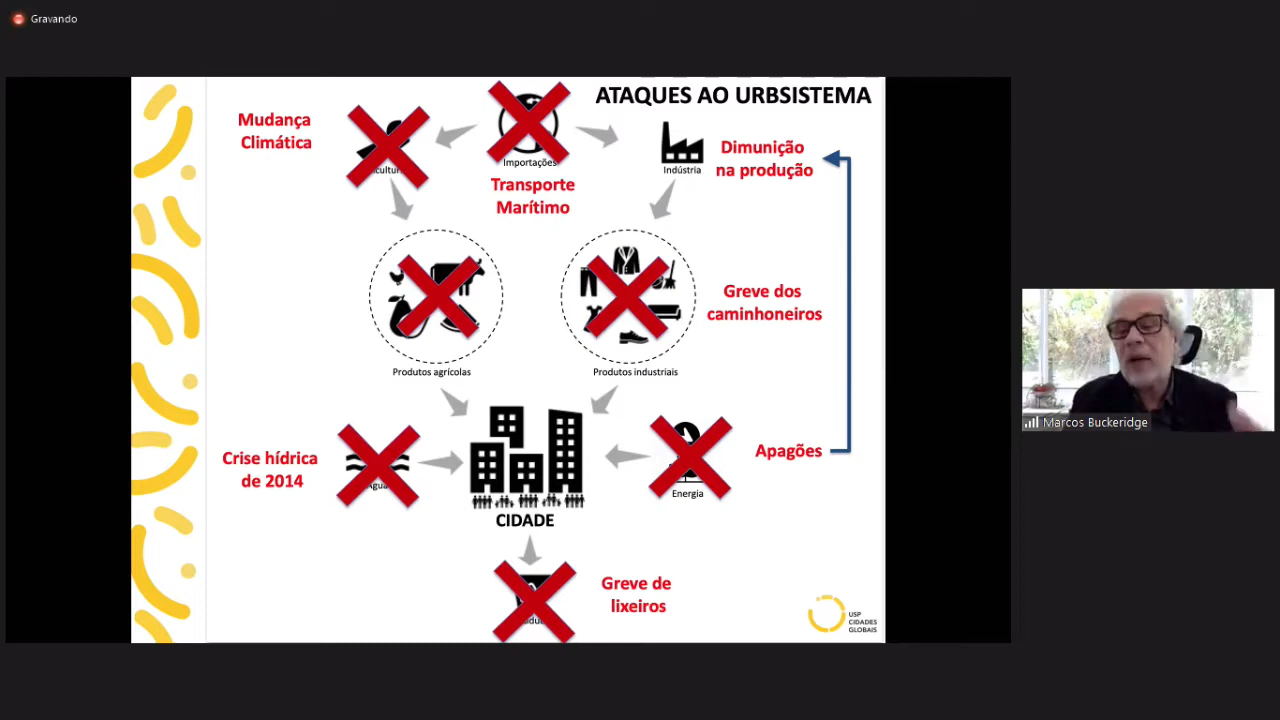 Gravando
ATAQUES AO URBSISTEMA
Mudança
Climática
Importações
Transporte
Marítimo
Indústria
Dimunição
na produção
Greve dos
caminhoneiros
Produtos agrícolas
Produtos industriais
Crise hídrica
de 2014
Energia
Apagões
CIDADE
Greve de
lixeiros
USP
CIDADES
GLOBAIS
Marcos Buckeridge